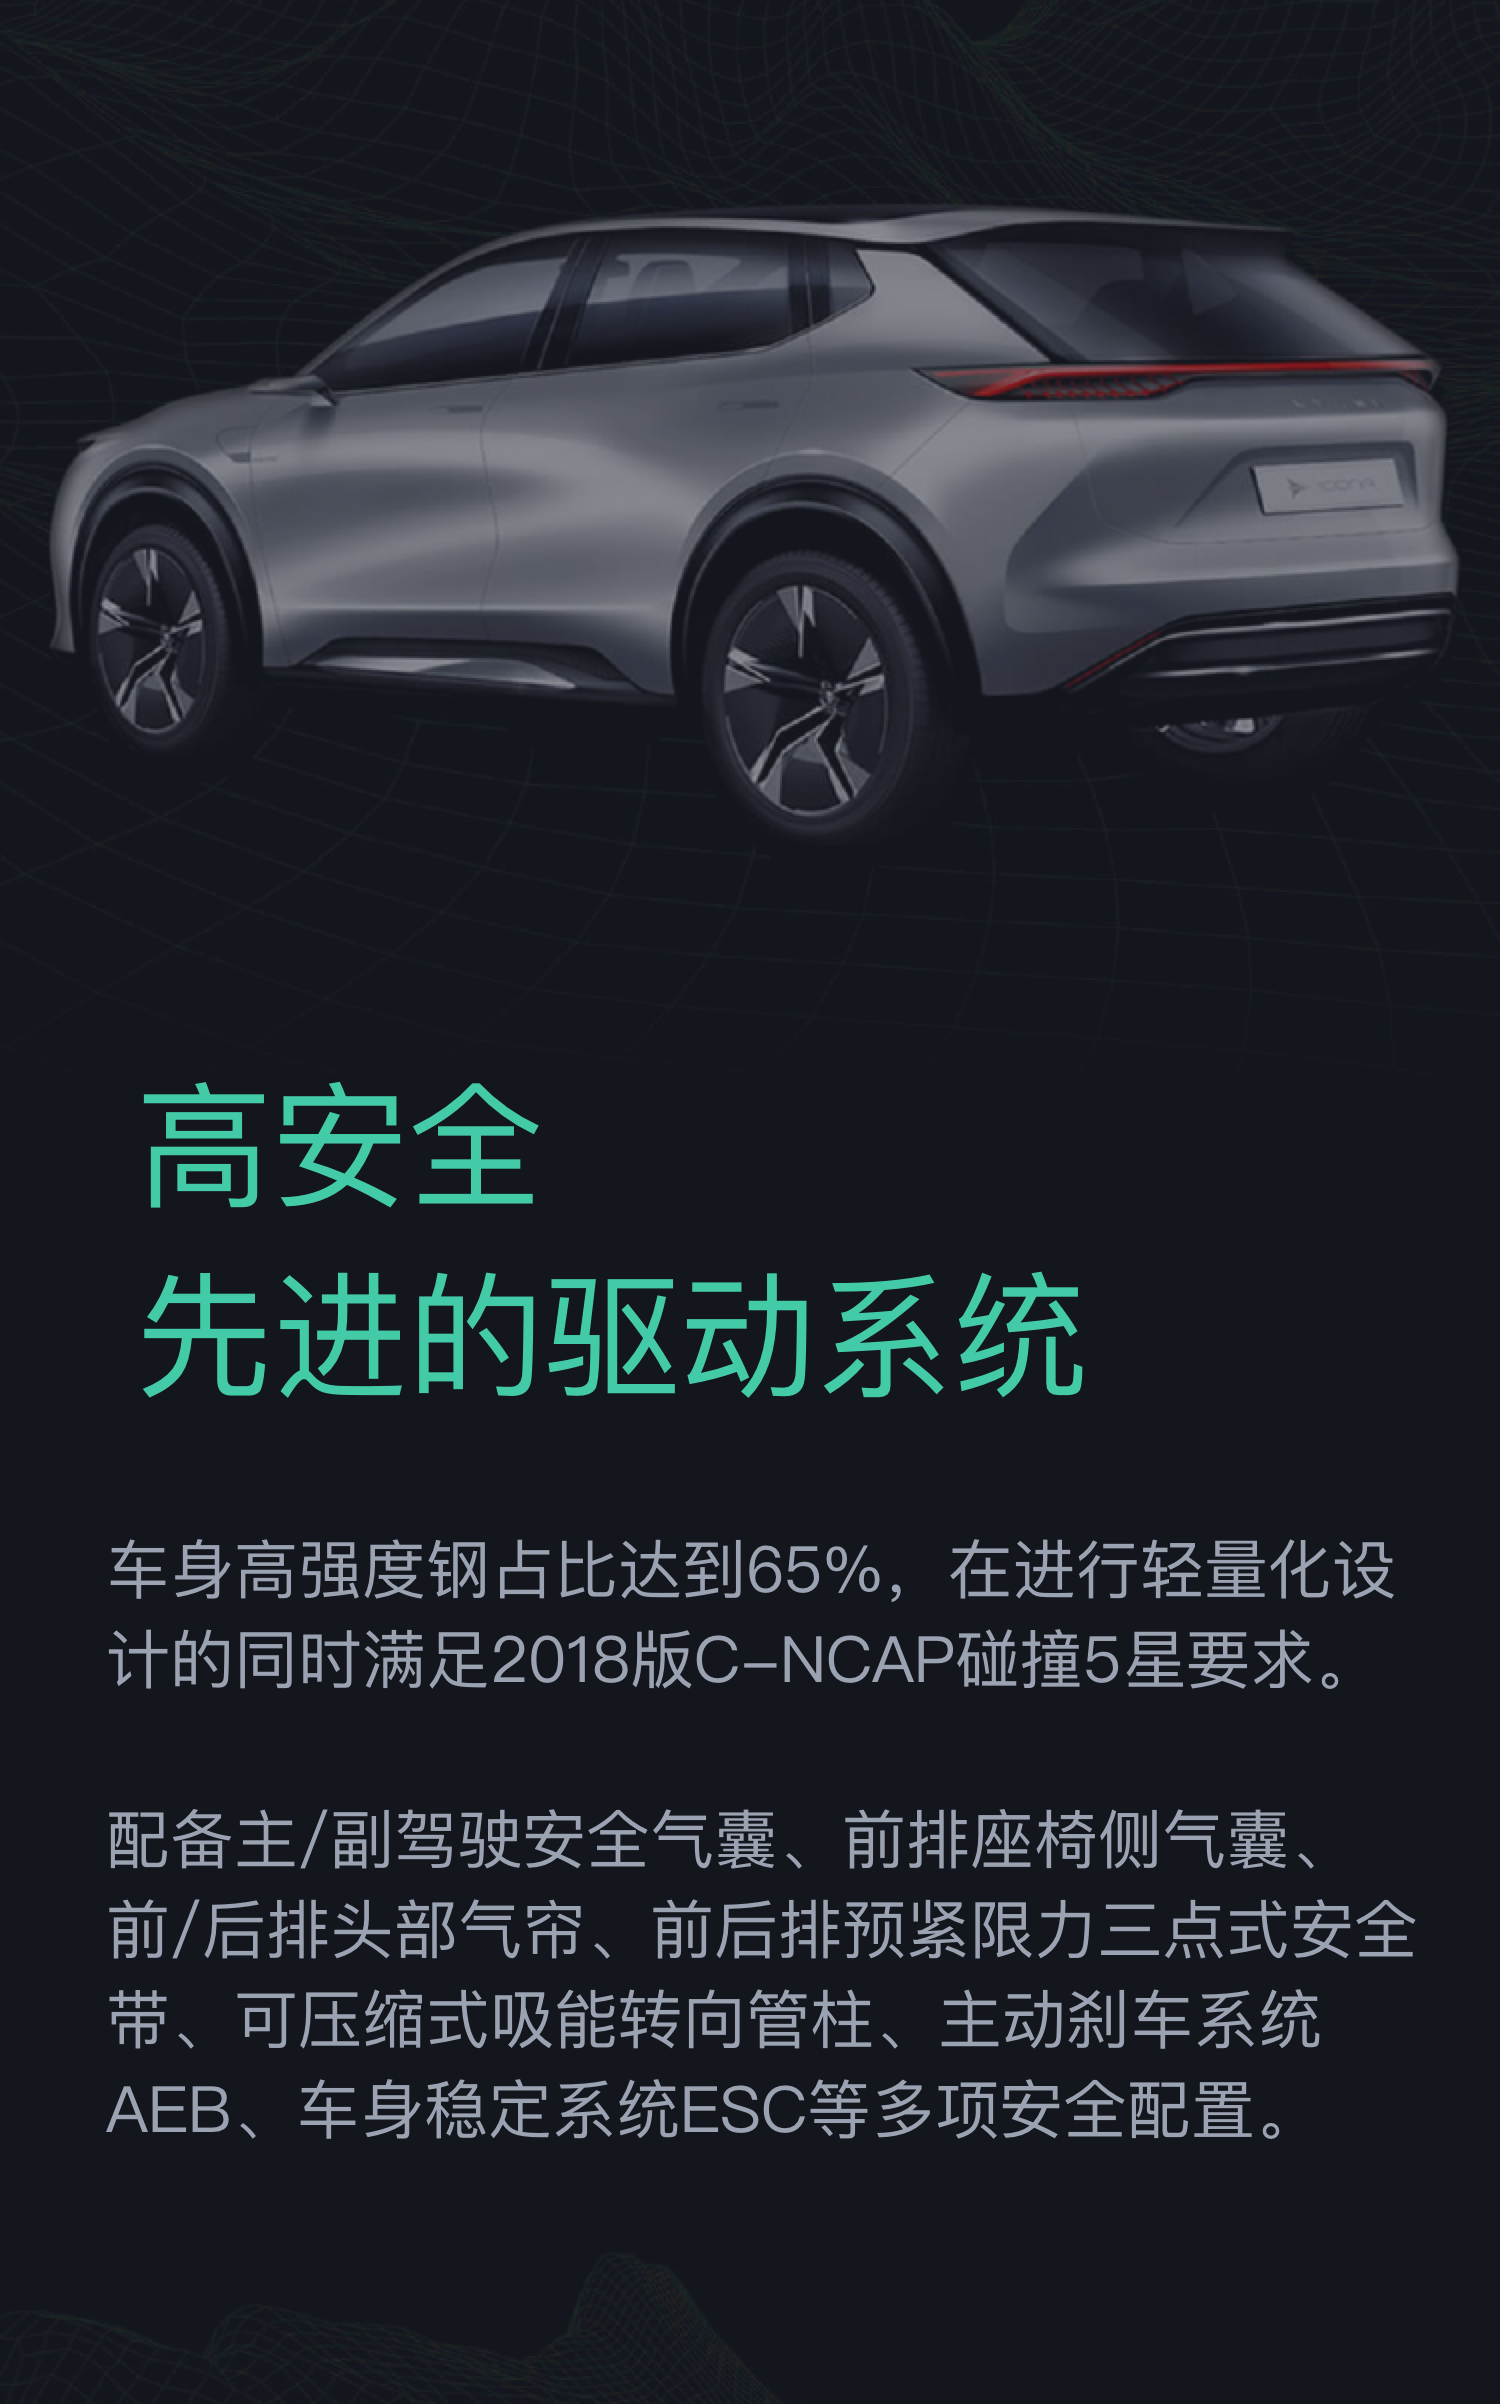 ICONA
高安全
先进的驱动系统
车身高强度钢占比达到65%，在进行轻量化设
计的同时满足2018版C-NCAP碰撞5星要求。
配备主/副驾驶安全气囊、前排座椅侧气囊、
前/后排头部气帘、前后排预紧限力三点式安全
带、可压缩式吸能转向管柱、主动刹车系统
AEB、车身稳定系统ESC等多项安全配置。